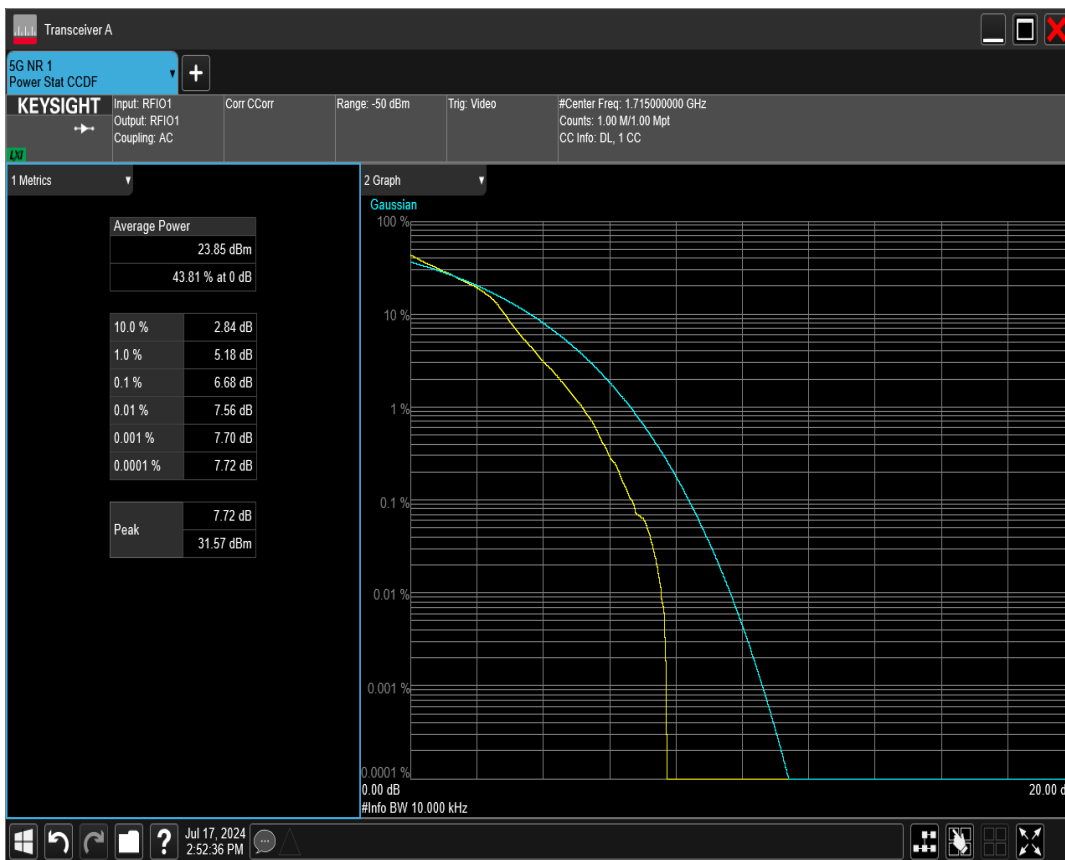 Transceiver A
5G NR 1
Power Stat CCDF
KEYSIGHT
LXI
Input: RFIO1
Output: RFIO1
Coupling: AC
Corr CCorr
Range: -50 dBm
Trig: Video
#Center Freq: 1.715000000 GHz
Counts: 1.00 M/1.00 Mpt
CC Info: DL, 1 CC
1 Metrics
Average Power
23.85 dBm
43.81 % at 0 dB
10.0 % 2.84 dB
1.0 % 5.18 dB
0.1 % 6.68 dB
0.01 % 7.56 dB
0.001 % 7.70 dB
0.0001 % 7.72 dB
Peak
7.72 dB
31.57 dBm
2 Graph
Gaussian
100 %
10 %
1 %
0.1 %
0.01 %
0.001 %
0.0001 %
0.00 dB
20.00 d
#Info BW 10.000 kHz
?
Jul 17, 2024
2:52:36 PM